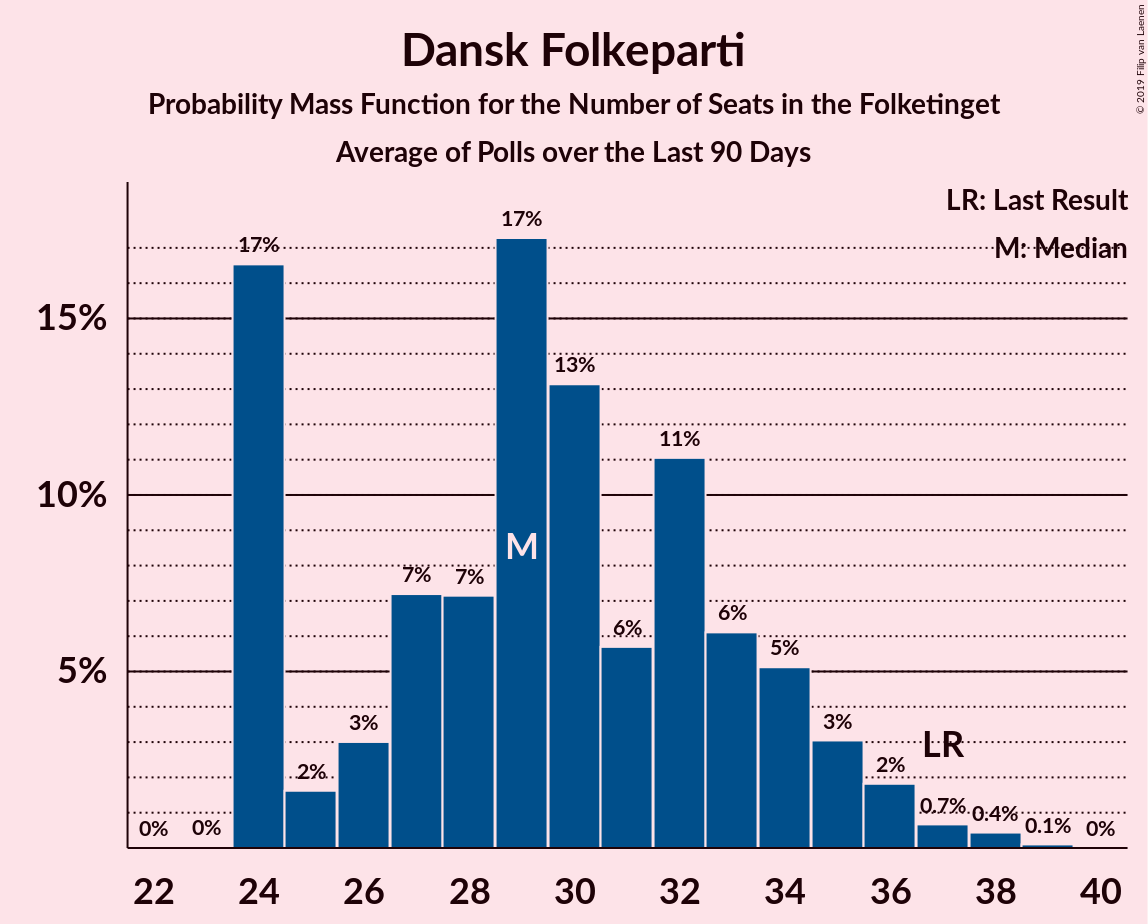 Dansk Folkeparti
Probability Mass Function for the Number of Seats in the Folketinget
Average of Polls over the Last 90 Days
© 2019 Filip van Laenen
LR: Last Result
M: Median
15%
10%
5%
0%
0%
17%
2%
3%
7%
7%
17%
M
13%
6%
11%
6%
5%
3%
2%
LR
0.7%
0.4%
0.1%
0%
22 24 26 28 30 32 34 36 38 40